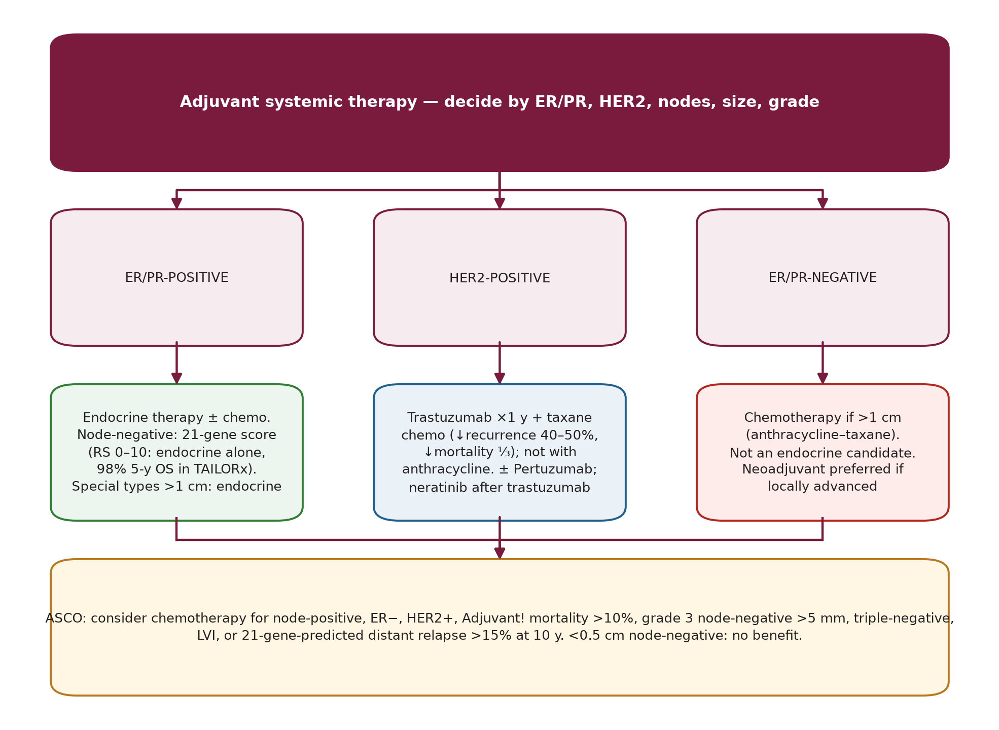 Adjuvant systemic therapy — decide by ER/PR, HER2, nodes, size, grade
ER/PR-POSITIVE
HER2-POSITIVE
ER/PR-NEGATIVE
Endocrine therapy ± chemo.
Node-negative: 21-gene score
(RS 0–10: endocrine alone,
98% 5-y OS in TAILORx).
Special types >1 cm: endocrine
Trastuzumab ×1 y + taxane
chemo (↓recurrence 40–50%,
↓mortality ⅓); not with
anthracycline. ± Pertuzumab;
neratinib after trastuzumab
Chemotherapy if >1 cm
(anthracycline–taxane).
Not an endocrine candidate.
Neoadjuvant preferred if
locally advanced
ASCO: consider chemotherapy for node-positive, ER−, HER2+, Adjuvant! mortality >10%, grade 3 node-negative >5 mm, triple-negative,
LVI, or 21-gene-predicted distant relapse >15% at 10 y. <0.5 cm node-negative: no benefit.